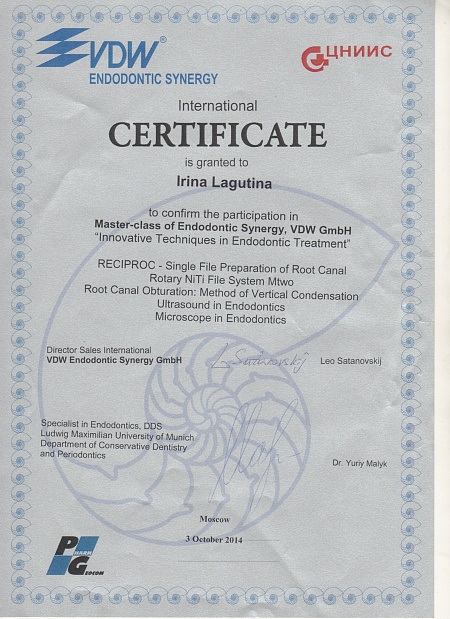 VDW®
ЦНИИС
ENDODONTIC SYNERGY
International
CERTIFICATE
is granted to
Irina Lagutina
to confirm the participation in
Master-class of Endodontic Synergy, VDW GmbH
“Innovative Techniques in Endodontic Treatment”
RECIPROC - Single File Preparation of Root Canal
Rotary NiTi File System Mtwo
Root Canal Obturation: Method of Vertical Condensation
Ultrasound in Endodontics
Microscope in Endodontics
Director Sales International
VDW Endodontic Synergy GmbH
Leo Satanovskij
Specialist in Endodontics, DDS
Ludwig Maximilian University of Munich
Department of Conservative Dentistry
and Periodontics
Dr. Yuriy Malyk
Moscow
3 October 2014